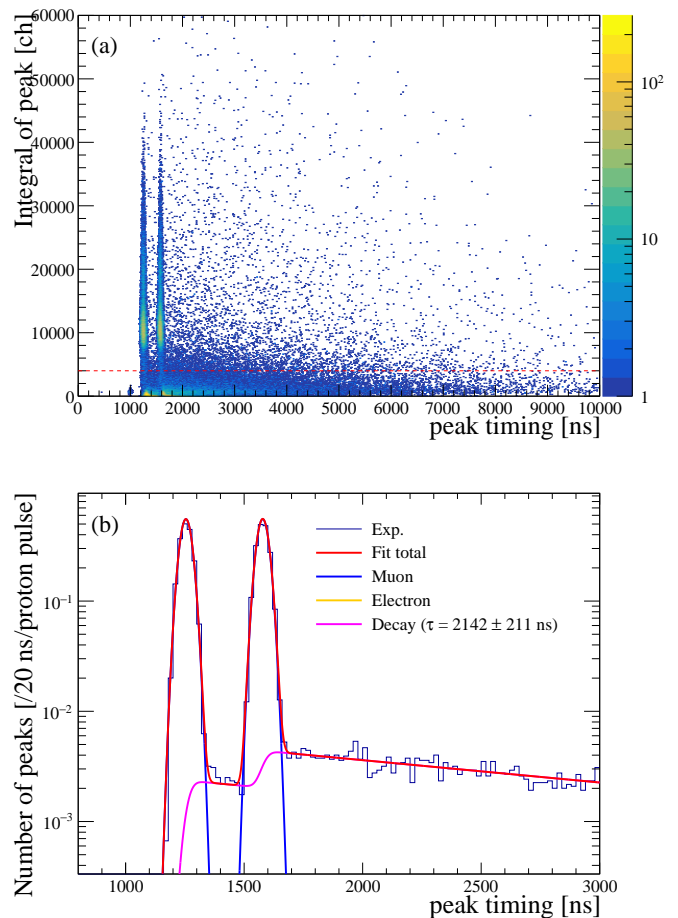 (a)
Integral of peak [ch]
60000
50000
40000
30000
20000
10000
0
0 1000 2000 3000 4000 5000 6000 7000 8000 9000 10000
peak timing [ns]
10²
10
1
(b)
Number of peaks [/20 ns/proton pulse]
10⁻¹
10⁻²
10⁻³
Exp.
Fit total
Muon
Electron
Decay (τ = 2142 ± 211 ns)
1000 1500 2000 2500 3000
peak timing [ns]